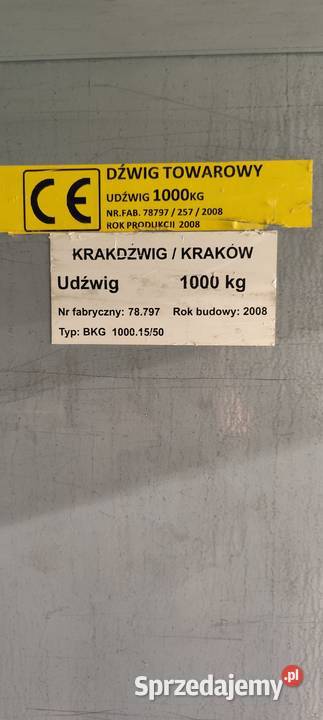 CE
DŹWIG TOWAROWY
UDŹWIG 1000KG
NR.FAB. 78797 / 257 / 2008
ROK PRODUKCJI 2008
KRAKDŹWIG / KRAKÓW
Udźwig 1000 kg
Nr fabryczny: 78.797 Rok budowy: 2008
Typ: BKG 1000.15/50
Sprzedajemy.pl